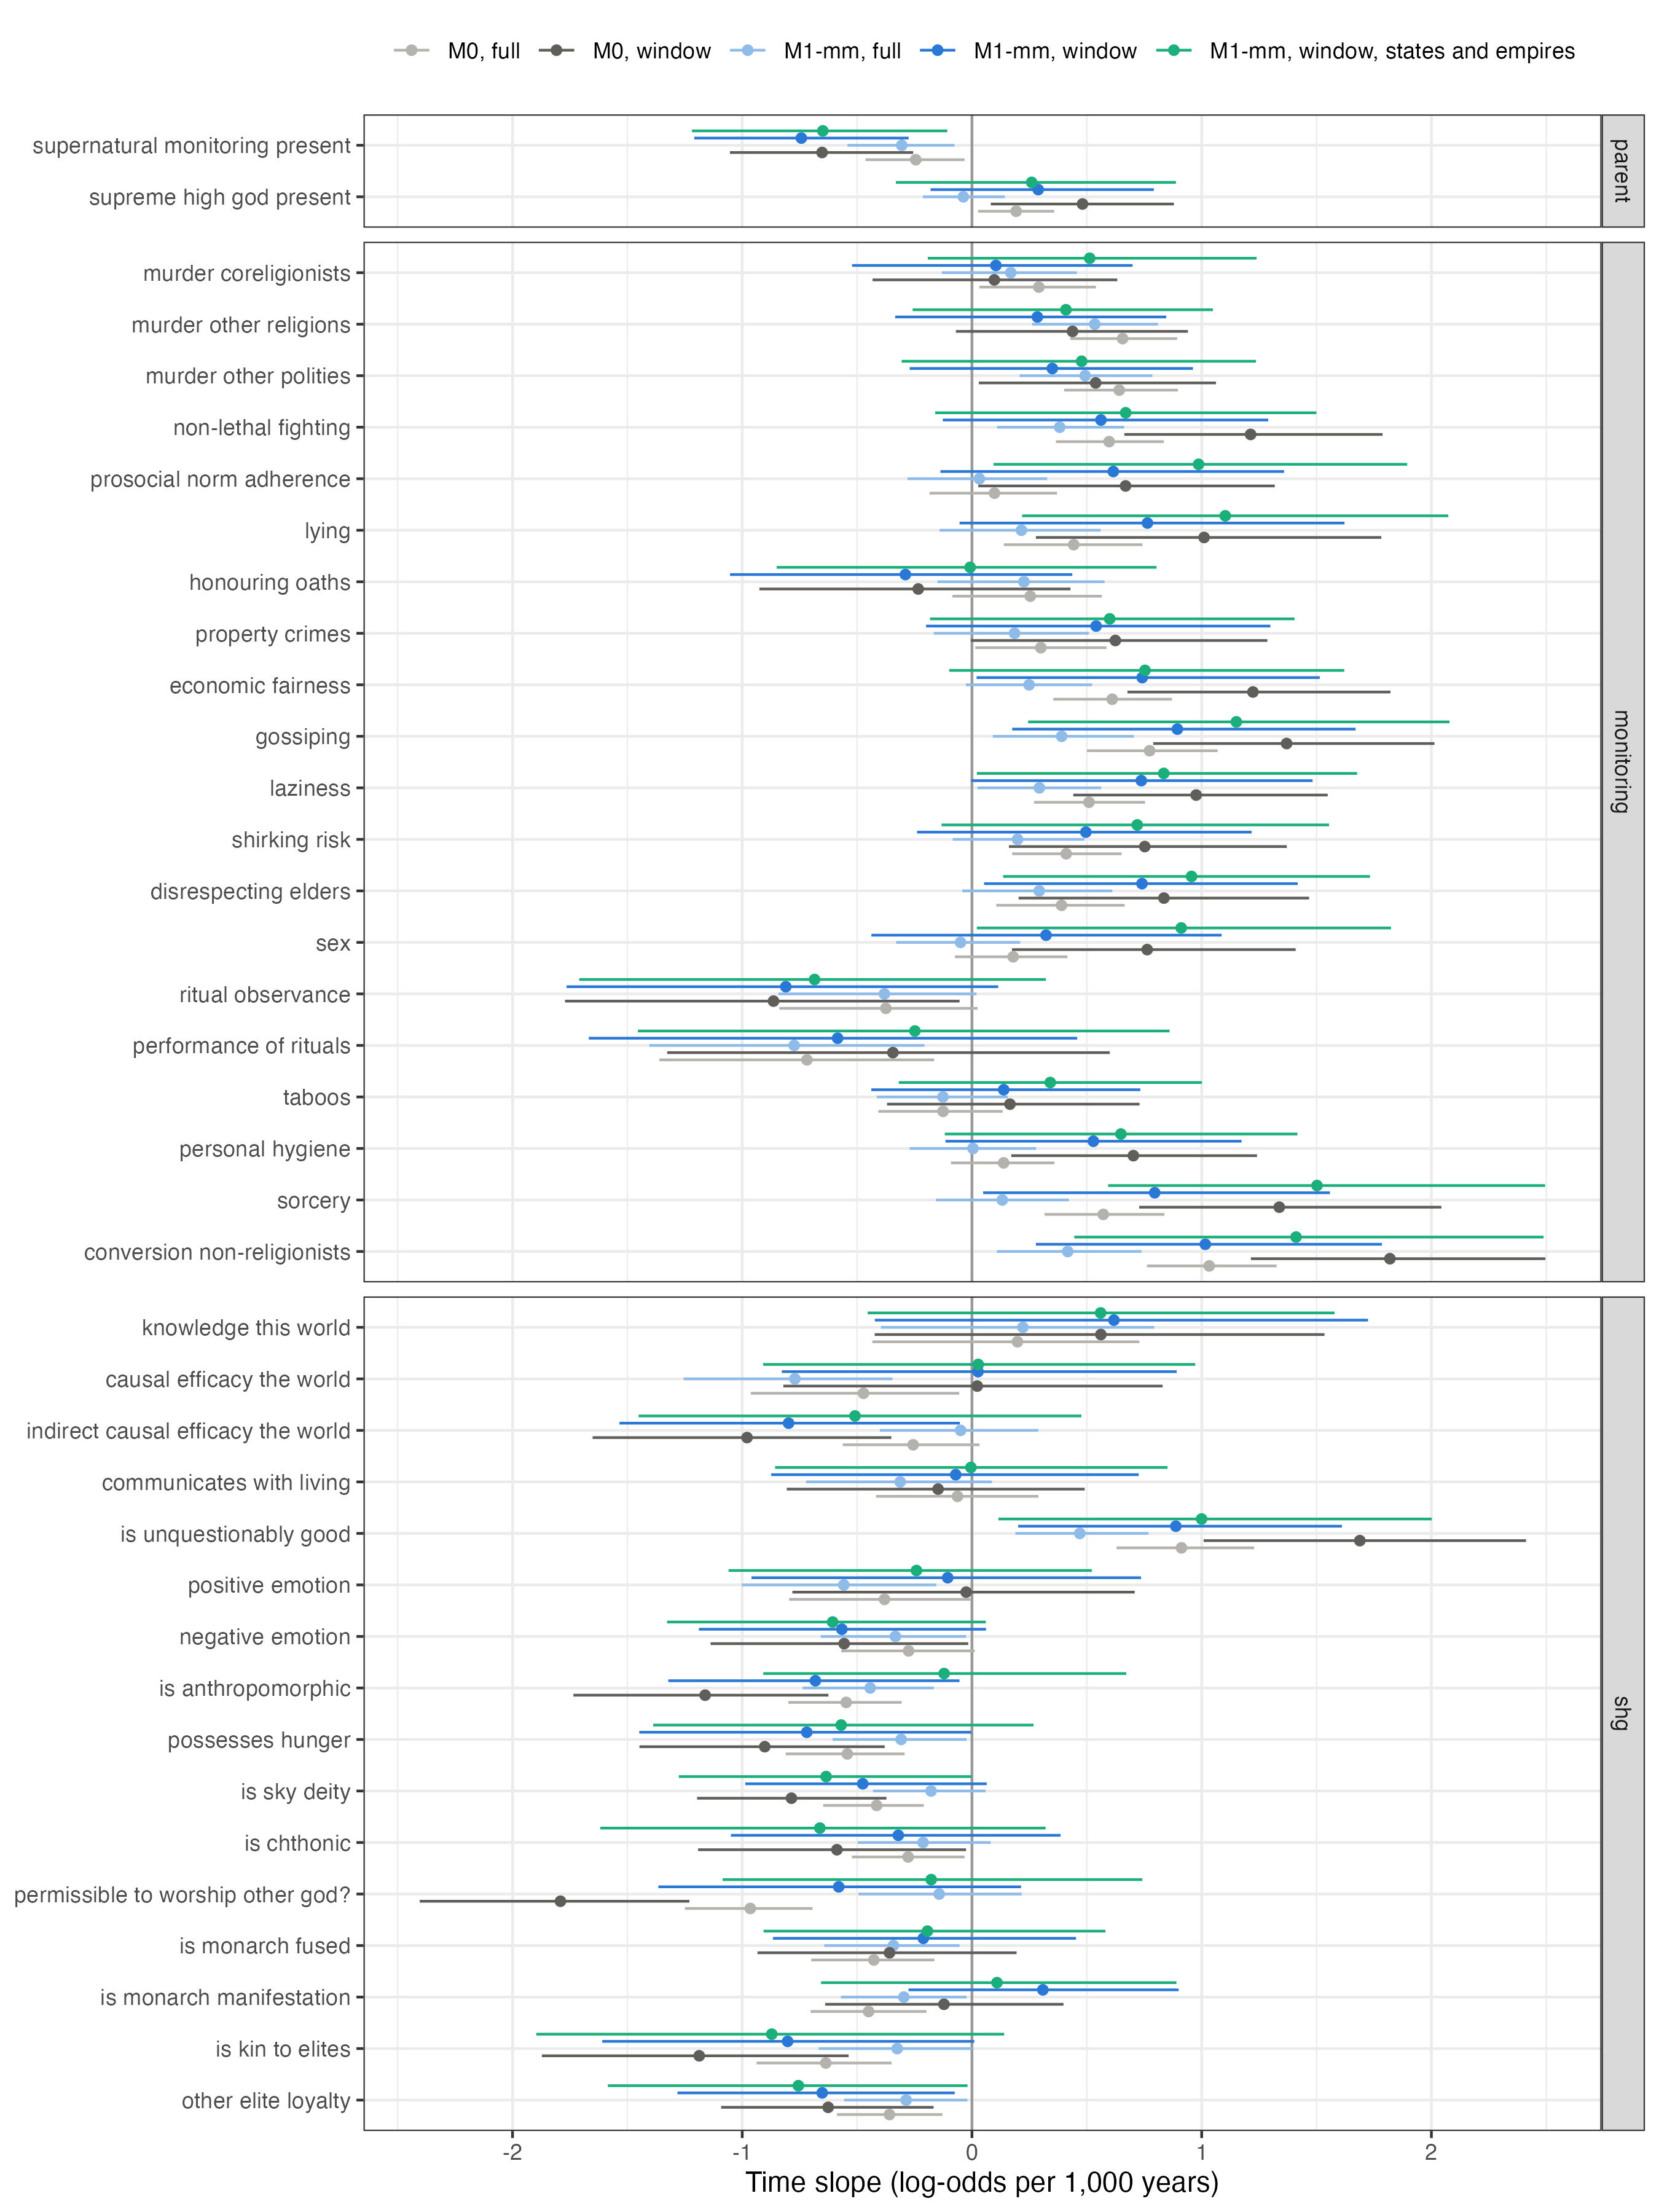 M0, full M0, window M1-mm, full M1-mm, window M1-mm, window, states and empires
parent
supernatural monitoring present
supreme high god present
monitoring
murder coreligionists
murder other religions
murder other polities
non-lethal fighting
prosocial norm adherence
lying
honouring oaths
property crimes
economic fairness
gossiping
laziness
shirking risk
disrespecting elders
sex
ritual observance
performance of rituals
taboos
personal hygiene
sorcery
conversion non-religionists
shg
knowledge this world
causal efficacy the world
indirect causal efficacy the world
communicates with living
is unquestionably good
positive emotion
negative emotion
is anthropomorphic
possesses hunger
is sky deity
is chthonic
permissible to worship other god?
is monarch fused
is monarch manifestation
is kin to elites
other elite loyalty
-2 -1 0 1 2
Time slope (log-odds per 1,000 years)